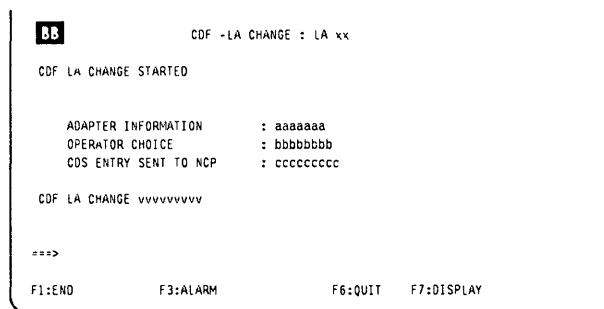 BB CDF -LA CHANGE : LA xx
CDF LA CHANGE STARTED
ADAPTER INFORMATION : aaaaaaa
OPERATOR CHOICE : bbbbbbbb
CDS ENTRY SENT TO NCP : ccccccccc
CDF LA CHANGE vvvvvvvvv
===>
F1:END F3:ALARM F6:QUIT F7:DISPLAY